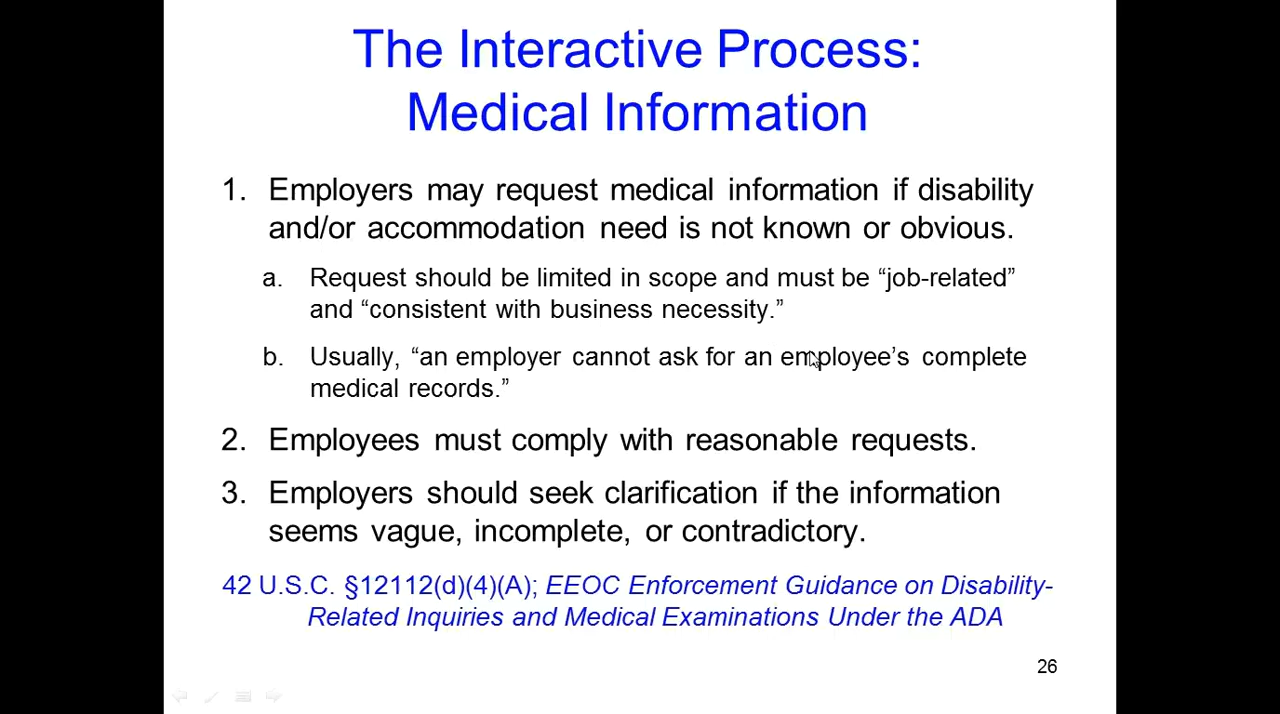 The Interactive Process:
Medical Information
1. Employers may request medical information if disability
and/or accommodation need is not known or obvious.
a. Request should be limited in scope and must be “job-related”
and “consistent with business necessity.”
b. Usually, “an employer cannot ask for an employee’s complete
medical records.”
2. Employees must comply with reasonable requests.
3. Employers should seek clarification if the information
seems vague, incomplete, or contradictory.
42 U.S.C. §12112(d)(4)(A); EEOC Enforcement Guidance on Disability-
Related Inquiries and Medical Examinations Under the ADA
26